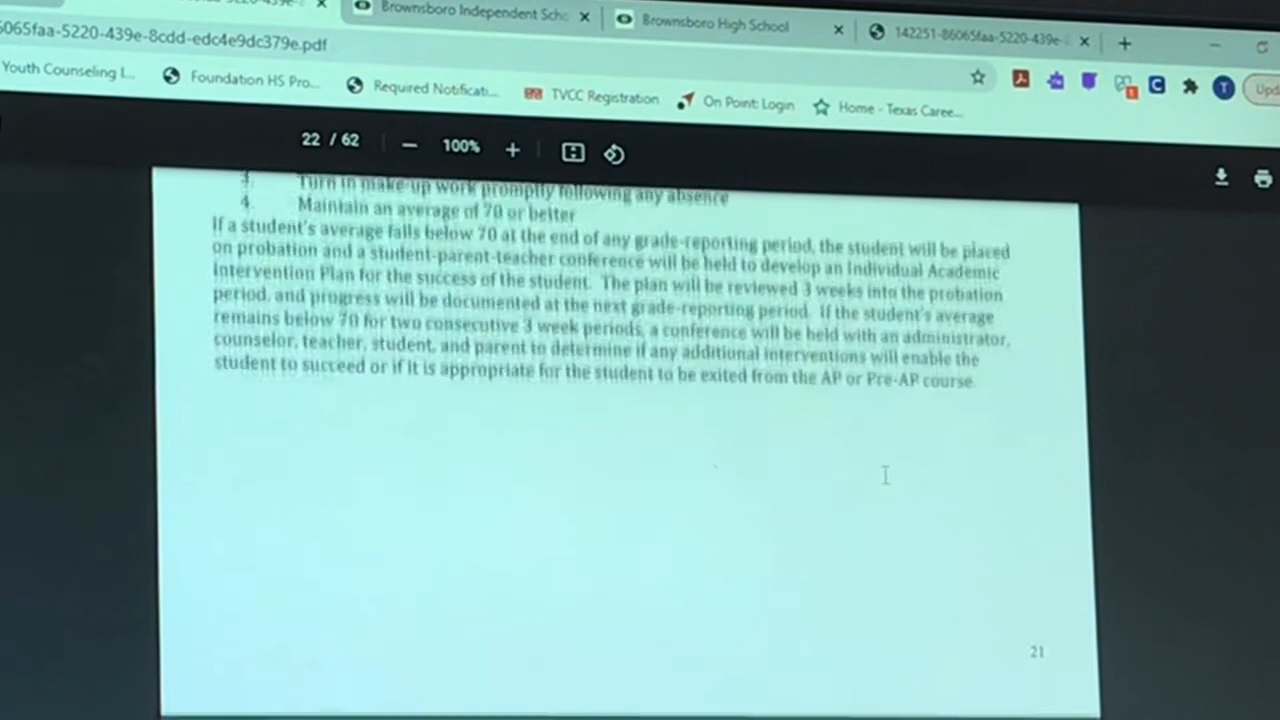 Brownsboro Independent Scho
Brownsboro High School
142251-86065faa-5220-439e-8
5065faa-5220-439e-8cdd-edc4e9dc379e.pdf
Youth Counseling I...
Foundation HS Pro...
Required Notificati...
TVCC Registration
On Point: Login
Home - Texas Caree...
T
Upd
22 / 62
100%
3. Turn in make-up work promptly following any absence
4. Maintain an average of 70 or better
If a student's average falls below 70 at the end of any grade-reporting period, the student will be placed
on probation and a student-parent-teacher conference will be held to develop an Individual Academic
Intervention Plan for the success of the student. The plan will be reviewed 3 weeks into the probation
period, and progress will be documented at the next grade-reporting period. If the student's average
remains below 70 for two consecutive 3 week periods, a conference will be held with an administrator,
counselor, teacher, student, and parent to determine if any additional interventions will enable the
student to succeed or if it is appropriate for the student to be exited from the AP or Pre-AP course.
21